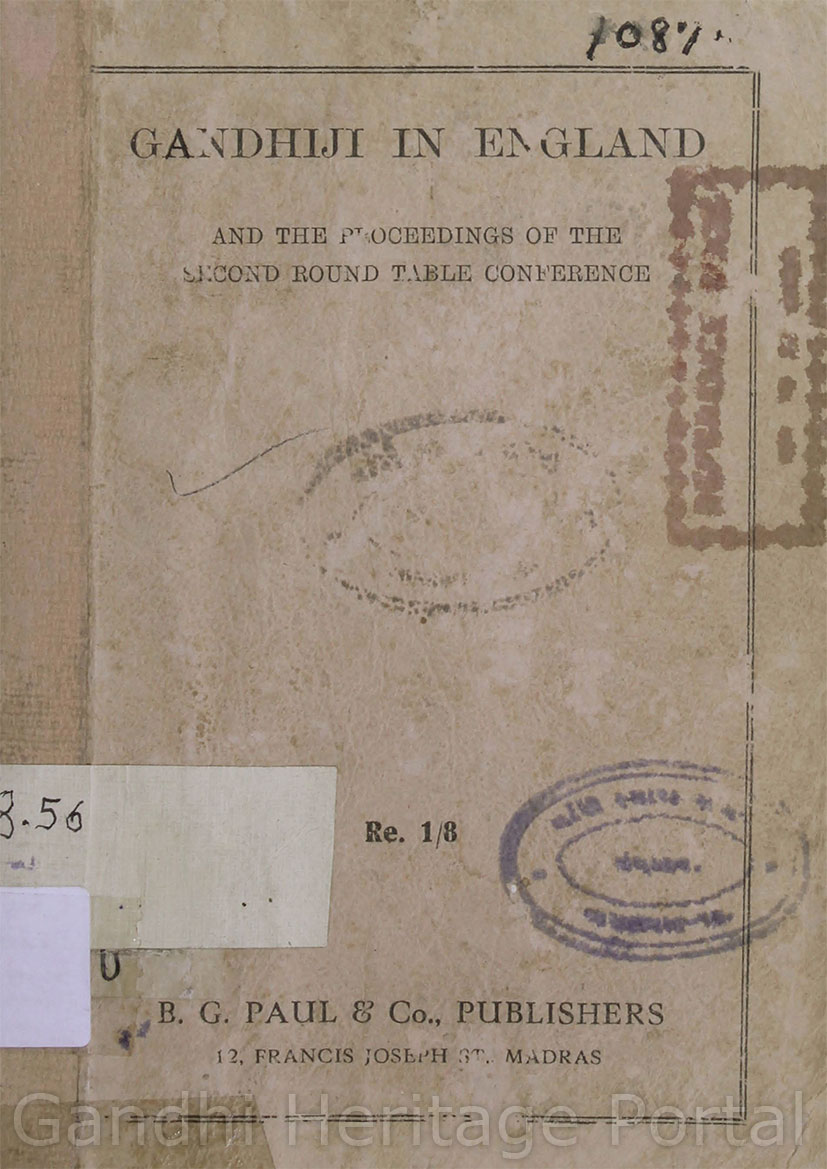 1087.
GANDHIJI IN ENGLAND
AND THE PROCEEDINGS OF THE
SECOND ROUND TABLE CONFERENCE
REFERENCE
.56
Re. 1/8
U
B. G. PAUL & Co., PUBLISHERS
12, FRANCIS JOSEPH ST. MADRAS
Gandhi Heritage Portal